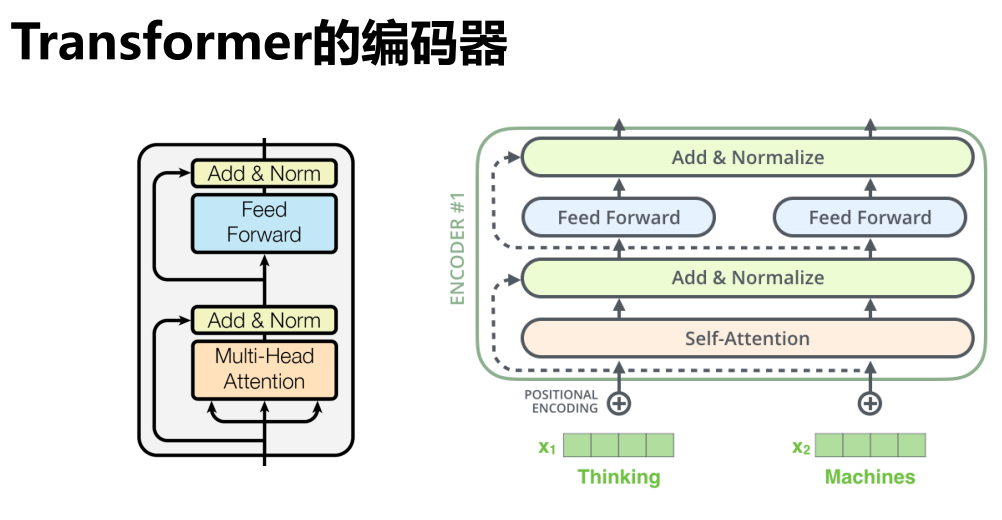 Transformer的编码器
Add & Norm
Feed
Forward
Add & Norm
Multi-Head
Attention
ENCODER #1
Add & Normalize
Feed Forward
Feed Forward
Add & Normalize
Self-Attention
POSITIONAL
ENCODING
x1
x2
Thinking
Machines